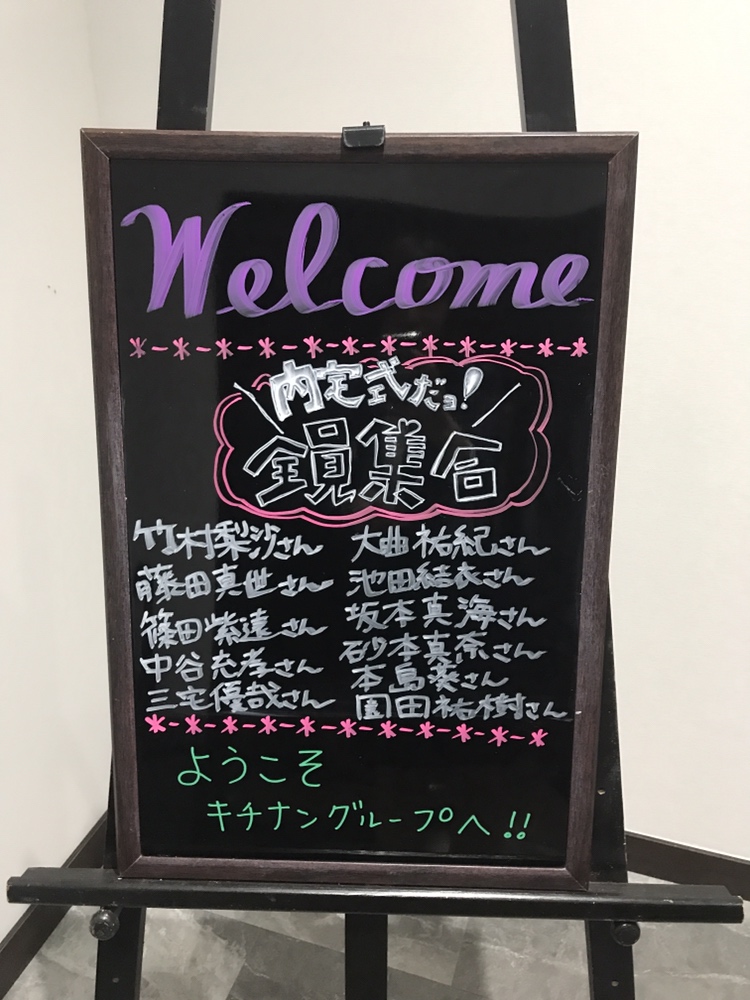 Welcome
内定式だョ!
全員集合
竹村梨沙さん
藤田真世さん
篠田紫遠さん
中谷充孝さん
三宅優哉さん
大曲祐紀さん
池田結衣さん
坂本真海さん
砂本真奈さん
本島葵さん
園田祐樹さん
ようこそ
キチナングループへ!!